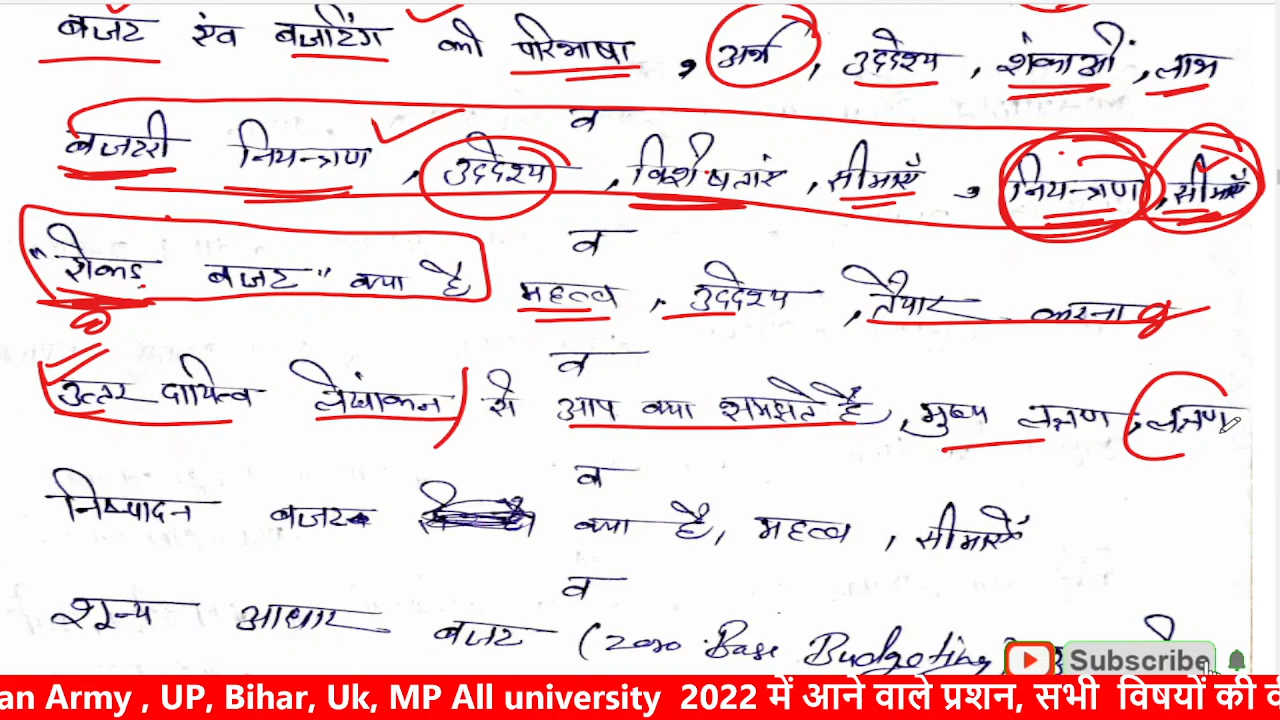 बजट एंव बजटिंग की परिभाषा, अर्थ, उद्देश्य, शंकाओं, लाभ
व
बजटरी नियन्त्रण, उद्देश्य, विशेषताएं, सीमाएँ, नियन्त्रण, सीमाएँ
व
"रोकड़ बजट" क्या है महत्व, उद्देश्य, तैयार करना
व
उत्तर दायित्व लेखांकन से आप क्या समझते है, मुख्य लक्षण, लक्षण
व
निष्पादन बजट क्या है, महत्व, सीमाएँ
व
शून्य आधार बजट (Zero Base Budgeting)
Subscribe
an Army , UP, Bihar, Uk, MP All university 2022 में आने वाले प्रशन, सभी विषयों की